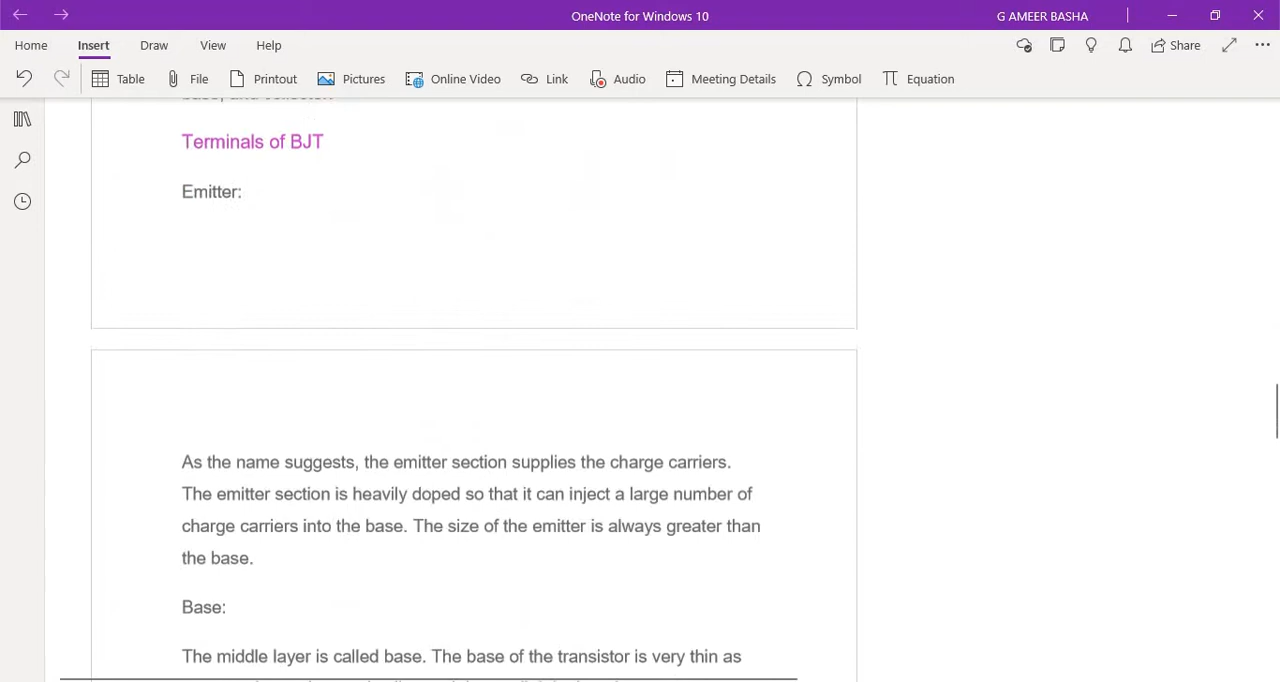 OneNote for Windows 10
G AMEER BASHA
Home Insert Draw View Help
Share
Table File Printout Pictures Online Video Link Audio Meeting Details Symbol Equation
Terminals of BJT
Emitter:
As the name suggests, the emitter section supplies the charge carriers.
The emitter section is heavily doped so that it can inject a large number of
charge carriers into the base. The size of the emitter is always greater than
the base.
Base:
The middle layer is called base. The base of the transistor is very thin as